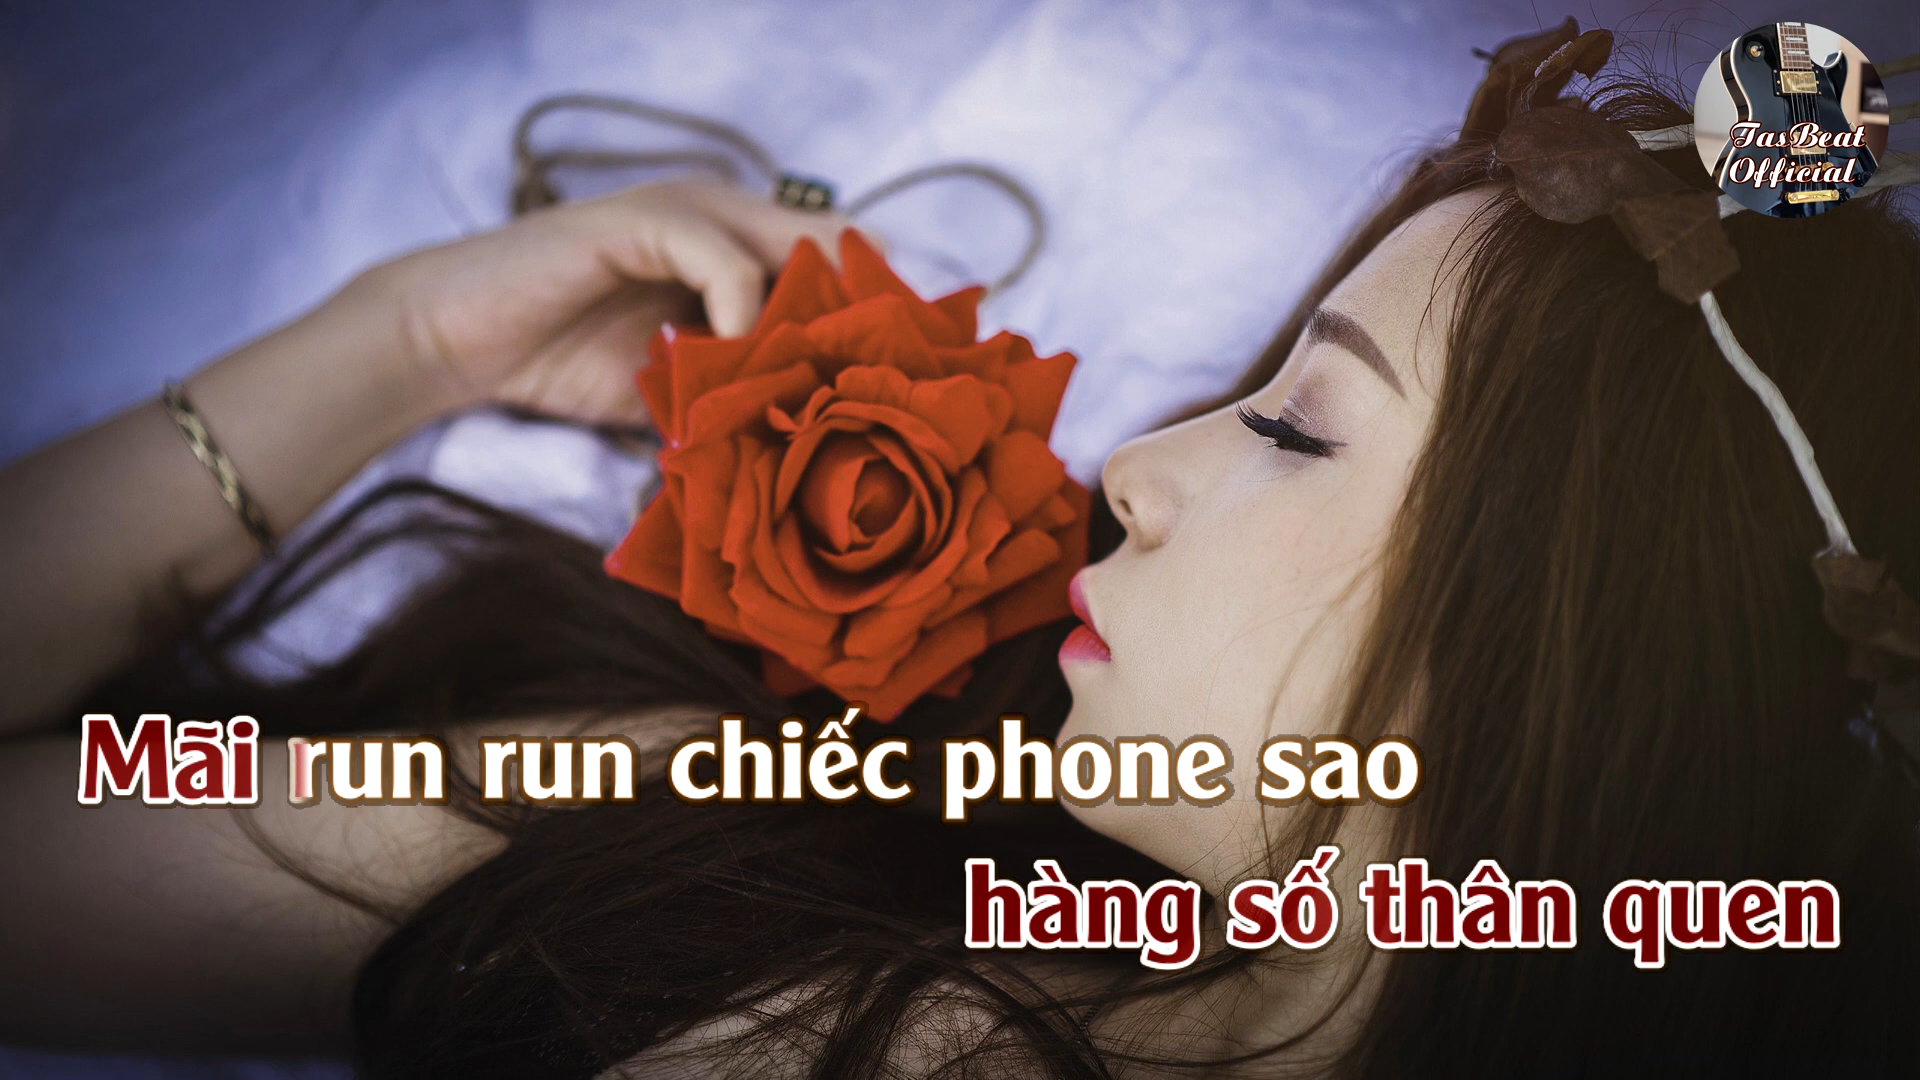 TasBeat
Official
Mãi run run chiếc phone sao
hàng số thân quen